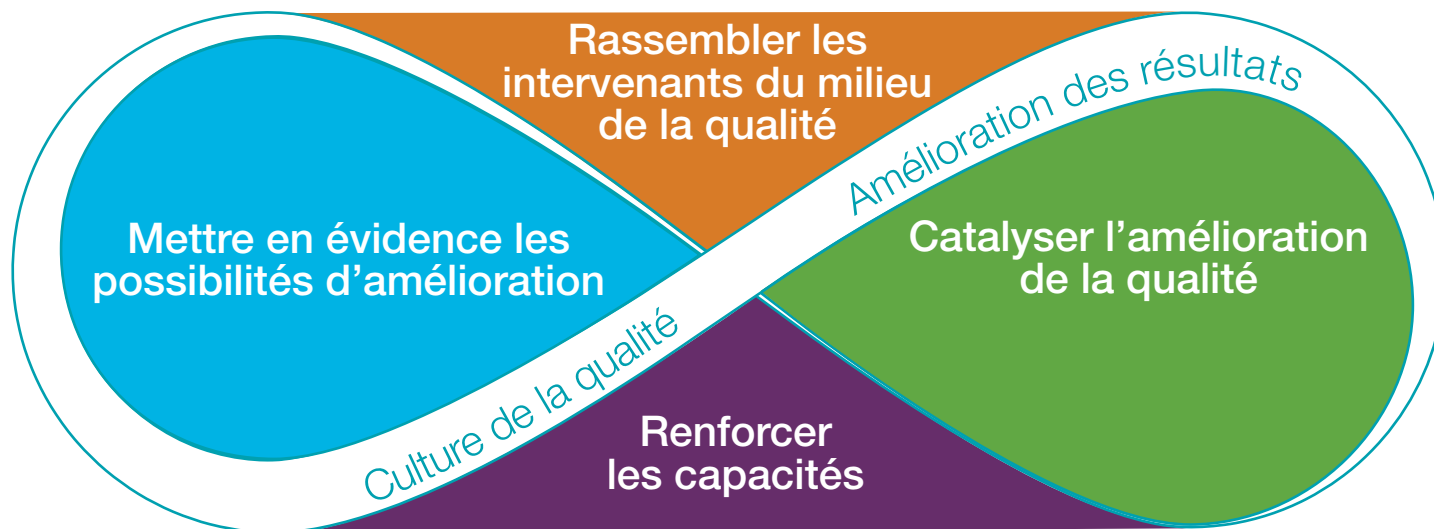 Rassembler les
intervenants du milieu
de la qualité
Amélioration des résultats
Mettre en évidence les
possibilités d’amélioration
Catalyser l’amélioration
de la qualité
Culture de la qualité
Renforcer
les capacités